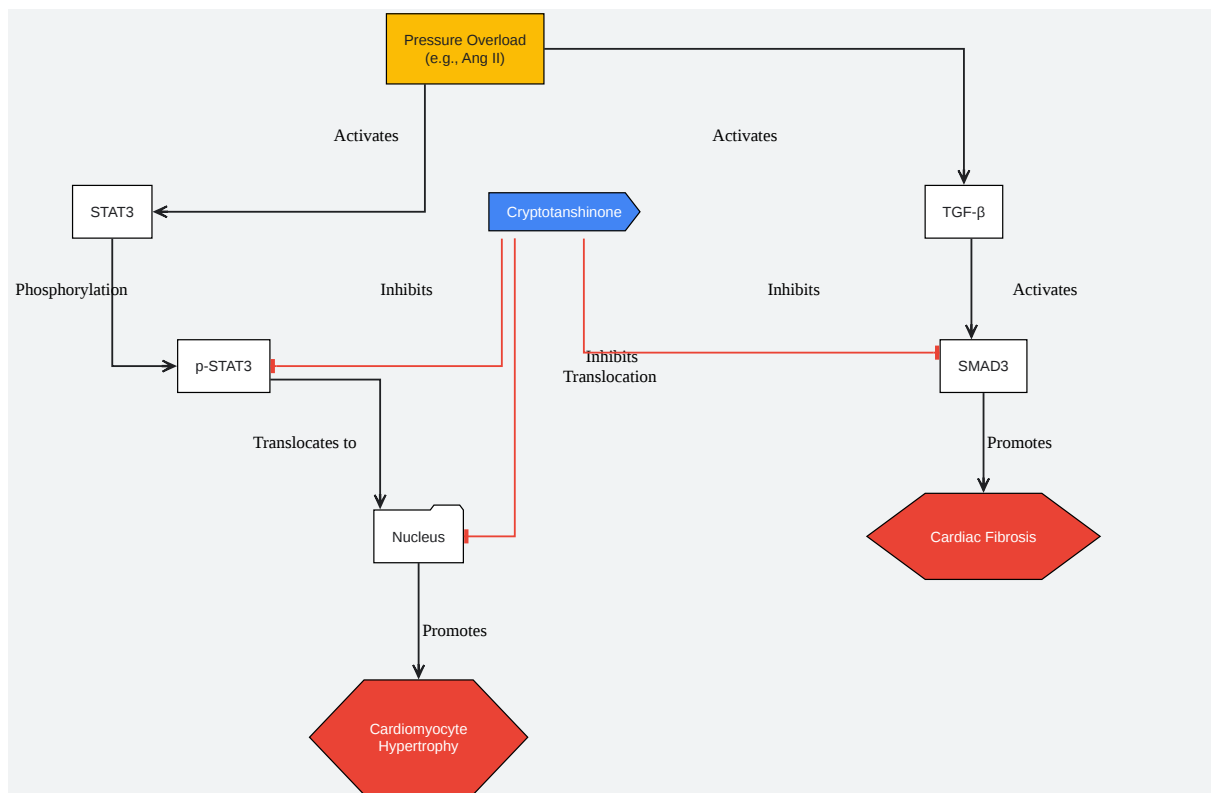 Pressure Overload
(e.g., Ang II)
Activates
Activates
STAT3
Cryptotanshinone
TGF-β
Phosphorylation
Inhibits
Inhibits
Activates
p-STAT3
Inhibits
Translocation
SMAD3
Translocates to
Promotes
Nucleus
Cardiac Fibrosis
Promotes
Cardiomyocyte
Hypertrophy